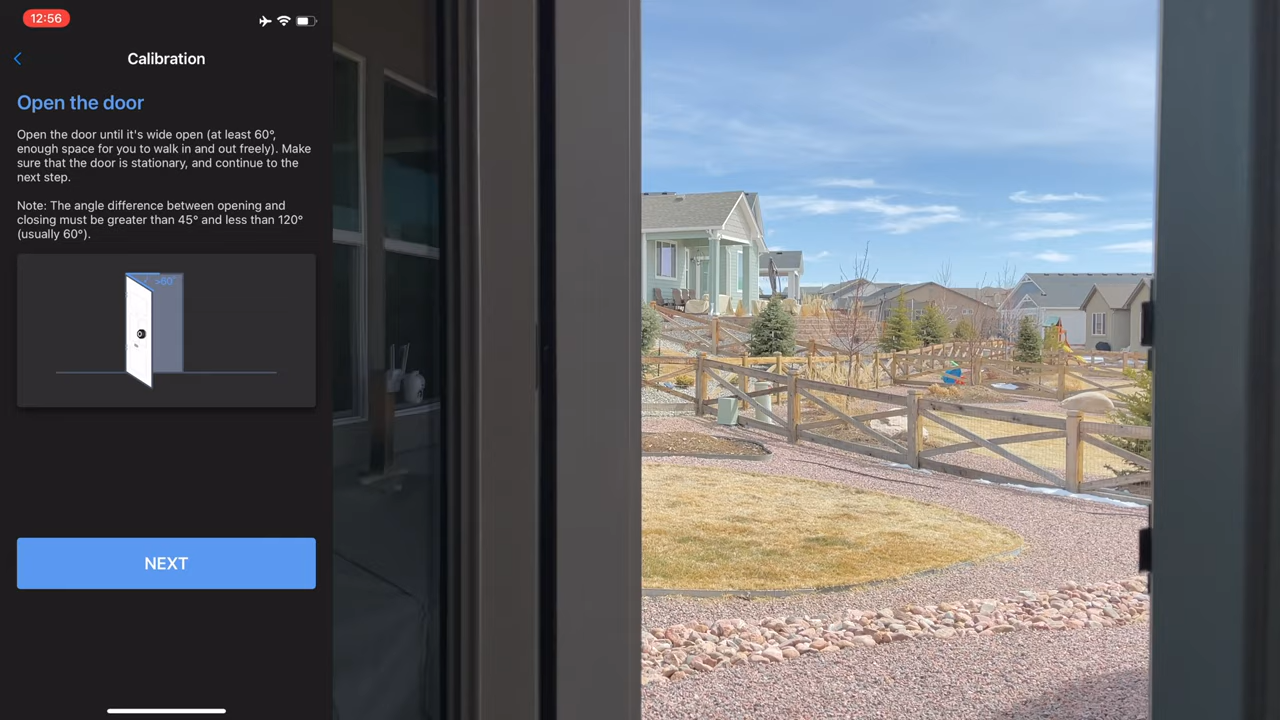 12:56
Calibration
Open the door
Open the door until it's wide open (at least 60°,
enough space for you to walk in and out freely). Make
sure that the door is stationary, and continue to the
next step.
Note: The angle difference between opening and
closing must be greater than 45° and less than 120°
(usually 60°).
>60°
NEXT